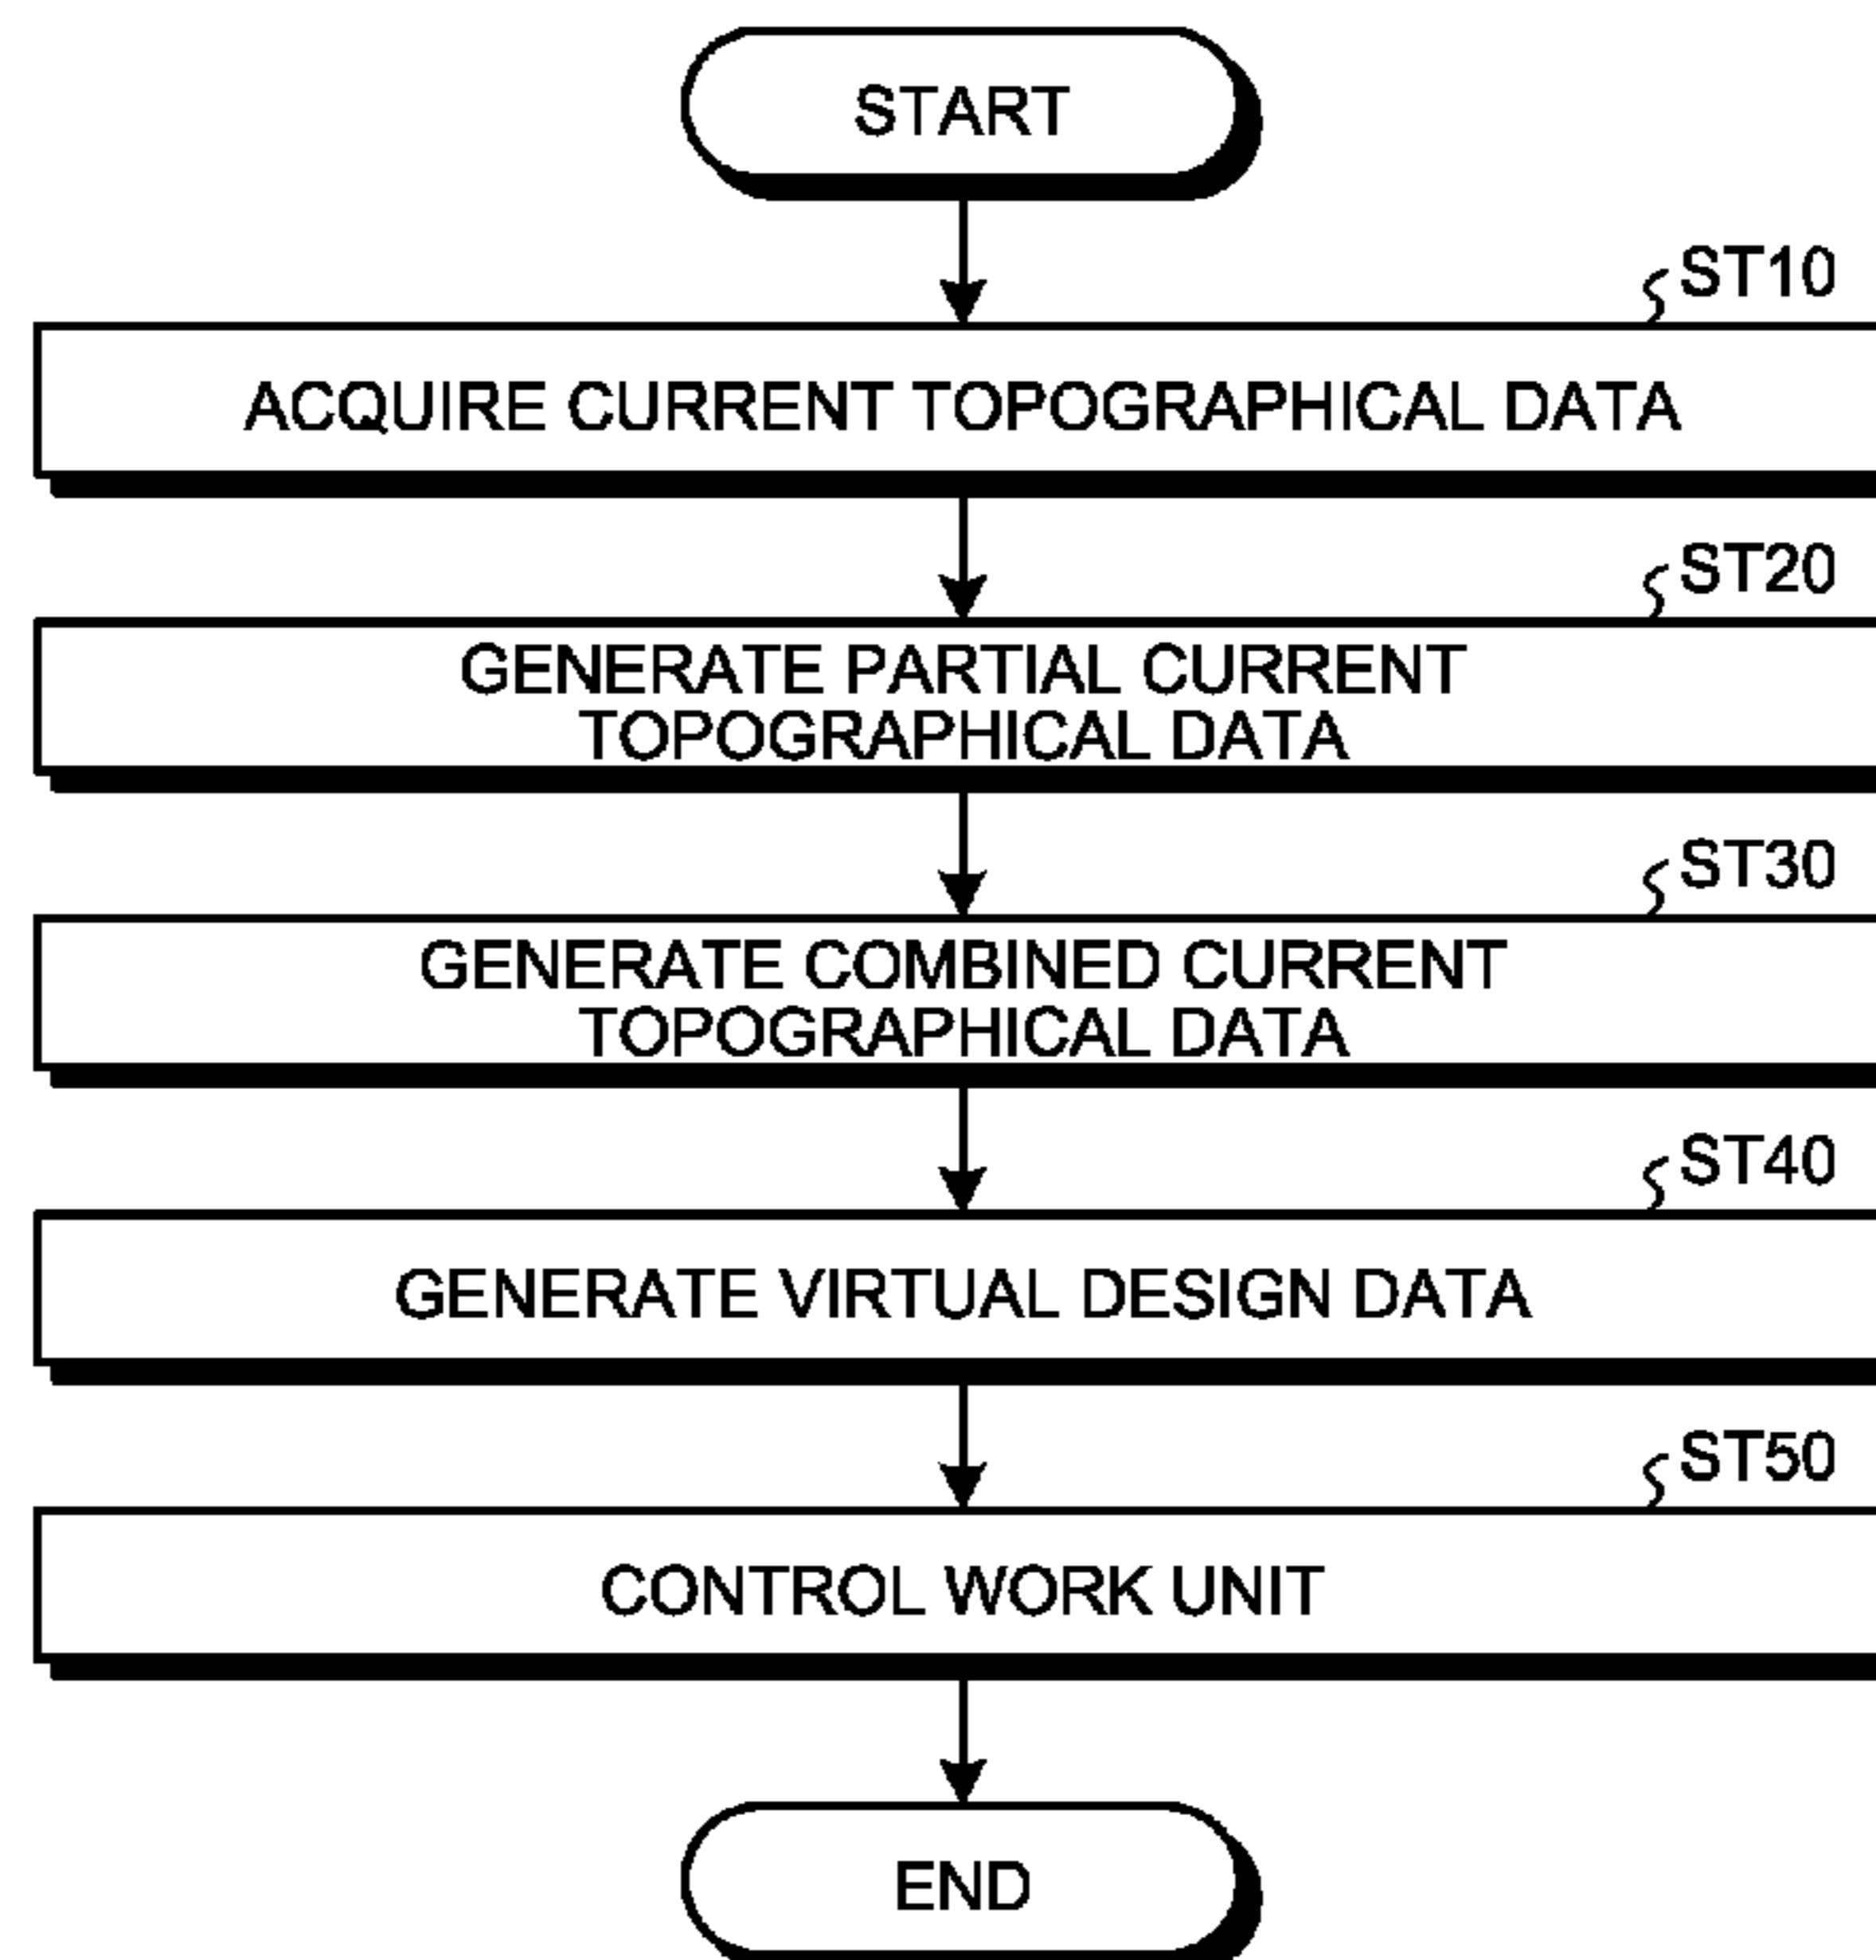 START
ST10
ACQUIRE CURRENT TOPOGRAPHICAL DATA
ST20
GENERATE PARTIAL CURRENT
TOPOGRAPHICAL DATA
ST30
GENERATE COMBINED CURRENT
TOPOGRAPHICAL DATA
ST40
GENERATE VIRTUAL DESIGN DATA
ST50
CONTROL WORK UNIT
END